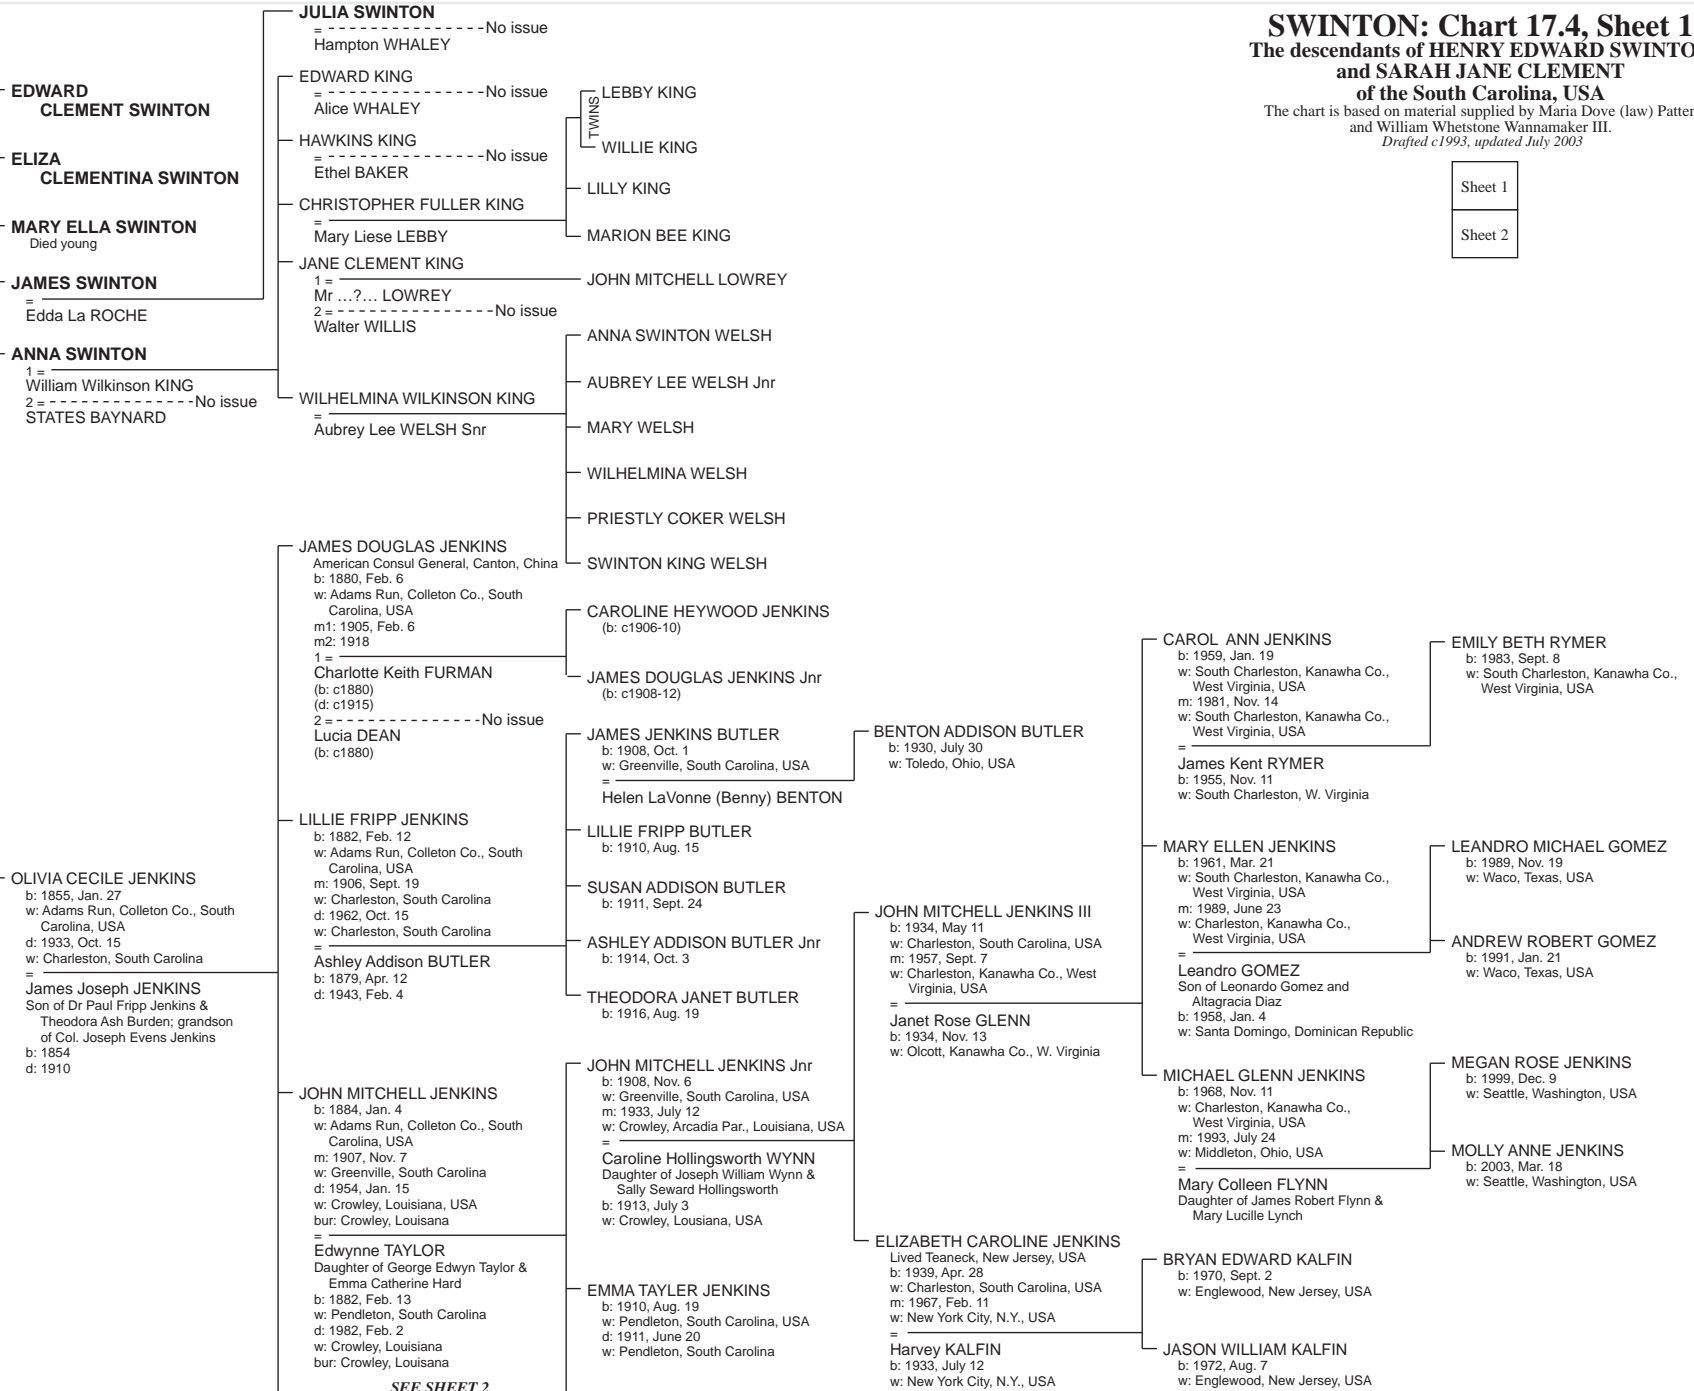 SWINTON: Chart 17.4, Sheet 1
The descendants of HENRY EDWARD SWINTO
and SARAH JANE CLEMENT
of the South Carolina, USA
The chart is based on material supplied by Maria Dove (law) Patten
and William Whetstone Wannamaker III.
Drafted c1993, updated July 2003
Sheet 1
Sheet 2
EDWARD
CLEMENT SWINTON
ELIZA
CLEMENTINA SWINTON
MARY ELLA SWINTON
Died young
JAMES SWINTON
=
Edda La ROCHE
ANNA SWINTON
1 =
William Wilkinson KING
2 = No issue
STATES BAYNARD
OLIVIA CECILE JENKINS
b: 1855, Jan. 27
w: Adams Run, Colleton Co., South
Carolina, USA
d: 1933, Oct. 15
w: Charleston, South Carolina
=
James Joseph JENKINS
Son of Dr Paul Fripp Jenkins &
Theodora Ash Burden; grandson
of Col. Joseph Evens Jenkins
b: 1854
d: 1910
JULIA SWINTON
= No issue
Hampton WHALEY
EDWARD KING
= No issue
Alice WHALEY
HAWKINS KING
= No issue
Ethel BAKER
CHRISTOPHER FULLER KING
=
Mary Liese LEBBY
JANE CLEMENT KING
1 =
Mr …?… LOWREY
2 = No issue
Walter WILLIS
WILHELMINA WILKINSON KING
=
Aubrey Lee WELSH Snr
JAMES DOUGLAS JENKINS
American Consul General, Canton, China
b: 1880, Feb. 6
w: Adams Run, Colleton Co., South
Carolina, USA
m1: 1905, Feb. 6
m2: 1918
1 =
Charlotte Keith FURMAN
(b: c1880)
(d: c1915)
2 = No issue
Lucia DEAN
(b: c1880)
LILLIE FRIPP JENKINS
b: 1882, Feb. 12
w: Adams Run, Colleton Co., South
Carolina, USA
m: 1906, Sept. 19
w: Charleston, South Carolina
d: 1962, Oct. 15
w: Charleston, South Carolina
=
Ashley Addison BUTLER
b: 1879, Apr. 12
d: 1943, Feb. 4
JOHN MITCHELL JENKINS
b: 1884, Jan. 4
w: Adams Run, Colleton Co., South
Carolina, USA
m: 1907, Nov. 7
w: Greenville, South Carolina
d: 1954, Jan. 15
w: Crowley, Louisiana, USA
bur: Crowley, Louisana
=
Edwynne TAYLOR
Daughter of George Edwyn Taylor &
Emma Catherine Hard
b: 1882, Feb. 13
w: Pendleton, South Carolina
d: 1982, Feb. 2
w: Crowley, Louisiana
bur: Crowley, Louisana
SEE SHEET 2
TWINS
LEBBY KING
WILLIE KING
LILLY KING
MARION BEE KING
JOHN MITCHELL LOWREY
ANNA SWINTON WELSH
AUBREY LEE WELSH Jnr
MARY WELSH
WILHELMINA WELSH
PRIESTLY COKER WELSH
SWINTON KING WELSH
CAROLINE HEYWOOD JENKINS
(b: c1906-10)
JAMES DOUGLAS JENKINS Jnr
(b: c1908-12)
JAMES JENKINS BUTLER
b: 1908, Oct. 1
w: Greenville, South Carolina, USA
=
Helen LaVonne (Benny) BENTON
LILLIE FRIPP BUTLER
b: 1910, Aug. 15
SUSAN ADDISON BUTLER
b: 1911, Sept. 24
ASHLEY ADDISON BUTLER Jnr
b: 1914, Oct. 3
THEODORA JANET BUTLER
b: 1916, Aug. 19
JOHN MITCHELL JENKINS Jnr
b: 1908, Nov. 6
w: Greenville, South Carolina, USA
m: 1933, July 12
w: Crowley, Arcadia Par., Louisiana, USA
=
Caroline Hollingsworth WYNN
Daughter of Joseph William Wynn &
Sally Seward Hollingsworth
b: 1913, July 3
w: Crowley, Lousiana, USA
EMMA TAYLER JENKINS
b: 1910, Aug. 19
w: Pendleton, South Carolina, USA
d: 1911, June 20
w: Pendleton, South Carolina
BENTON ADDISON BUTLER
b: 1930, July 30
w: Toledo, Ohio, USA
JOHN MITCHELL JENKINS III
b: 1934, May 11
w: Charleston, South Carolina, USA
m: 1957, Sept. 7
w: Charleston, Kanawha Co., West
Virginia, USA
=
Janet Rose GLENN
b: 1934, Nov. 13
w: Olcott, Kanawha Co., W. Virginia
ELIZABETH CAROLINE JENKINS
Lived Teaneck, New Jersey, USA
b: 1939, Apr. 28
w: Charleston, South Carolina, USA
m: 1967, Feb. 11
w: New York City, N.Y., USA
=
Harvey KALFIN
b: 1933, July 12
w: New York City, N.Y., USA
CAROL ANN JENKINS
b: 1959, Jan. 19
w: South Charleston, Kanawha Co.,
West Virginia, USA
m: 1981, Nov. 14
w: South Charleston, Kanawha Co.,
West Virginia, USA
=
James Kent RYMER
b: 1955, Nov. 11
w: South Charleston, W. Virginia
MARY ELLEN JENKINS
b: 1961, Mar. 21
w: South Charleston, Kanawha Co.,
West Virginia, USA
m: 1989, June 23
w: Charleston, Kanawha Co.,
West Virginia, USA
=
Leandro GOMEZ
Son of Leonardo Gomez and
Altagracia Diaz
b: 1958, Jan. 4
w: Santa Domingo, Dominican Republic
MICHAEL GLENN JENKINS
b: 1968, Nov. 11
w: Charleston, Kanawha Co.,
West Virginia, USA
m: 1993, July 24
w: Middleton, Ohio, USA
=
Mary Colleen FLYNN
Daughter of James Robert Flynn &
Mary Lucille Lynch
BRYAN EDWARD KALFIN
b: 1970, Sept. 2
w: Englewood, New Jersey, USA
JASON WILLIAM KALFIN
b: 1972, Aug. 7
w: Englewood, New Jersey, USA
EMILY BETH RYMER
b: 1983, Sept. 8
w: South Charleston, Kanawha Co.,
West Virginia, USA
LEANDRO MICHAEL GOMEZ
b: 1989, Nov. 19
w: Waco, Texas, USA
ANDREW ROBERT GOMEZ
b: 1991, Jan. 21
w: Waco, Texas, USA
MEGAN ROSE JENKINS
b: 1999, Dec. 9
w: Seattle, Washington, USA
MOLLY ANNE JENKINS
b: 2003, Mar. 18
w: Seattle, Washington, USA